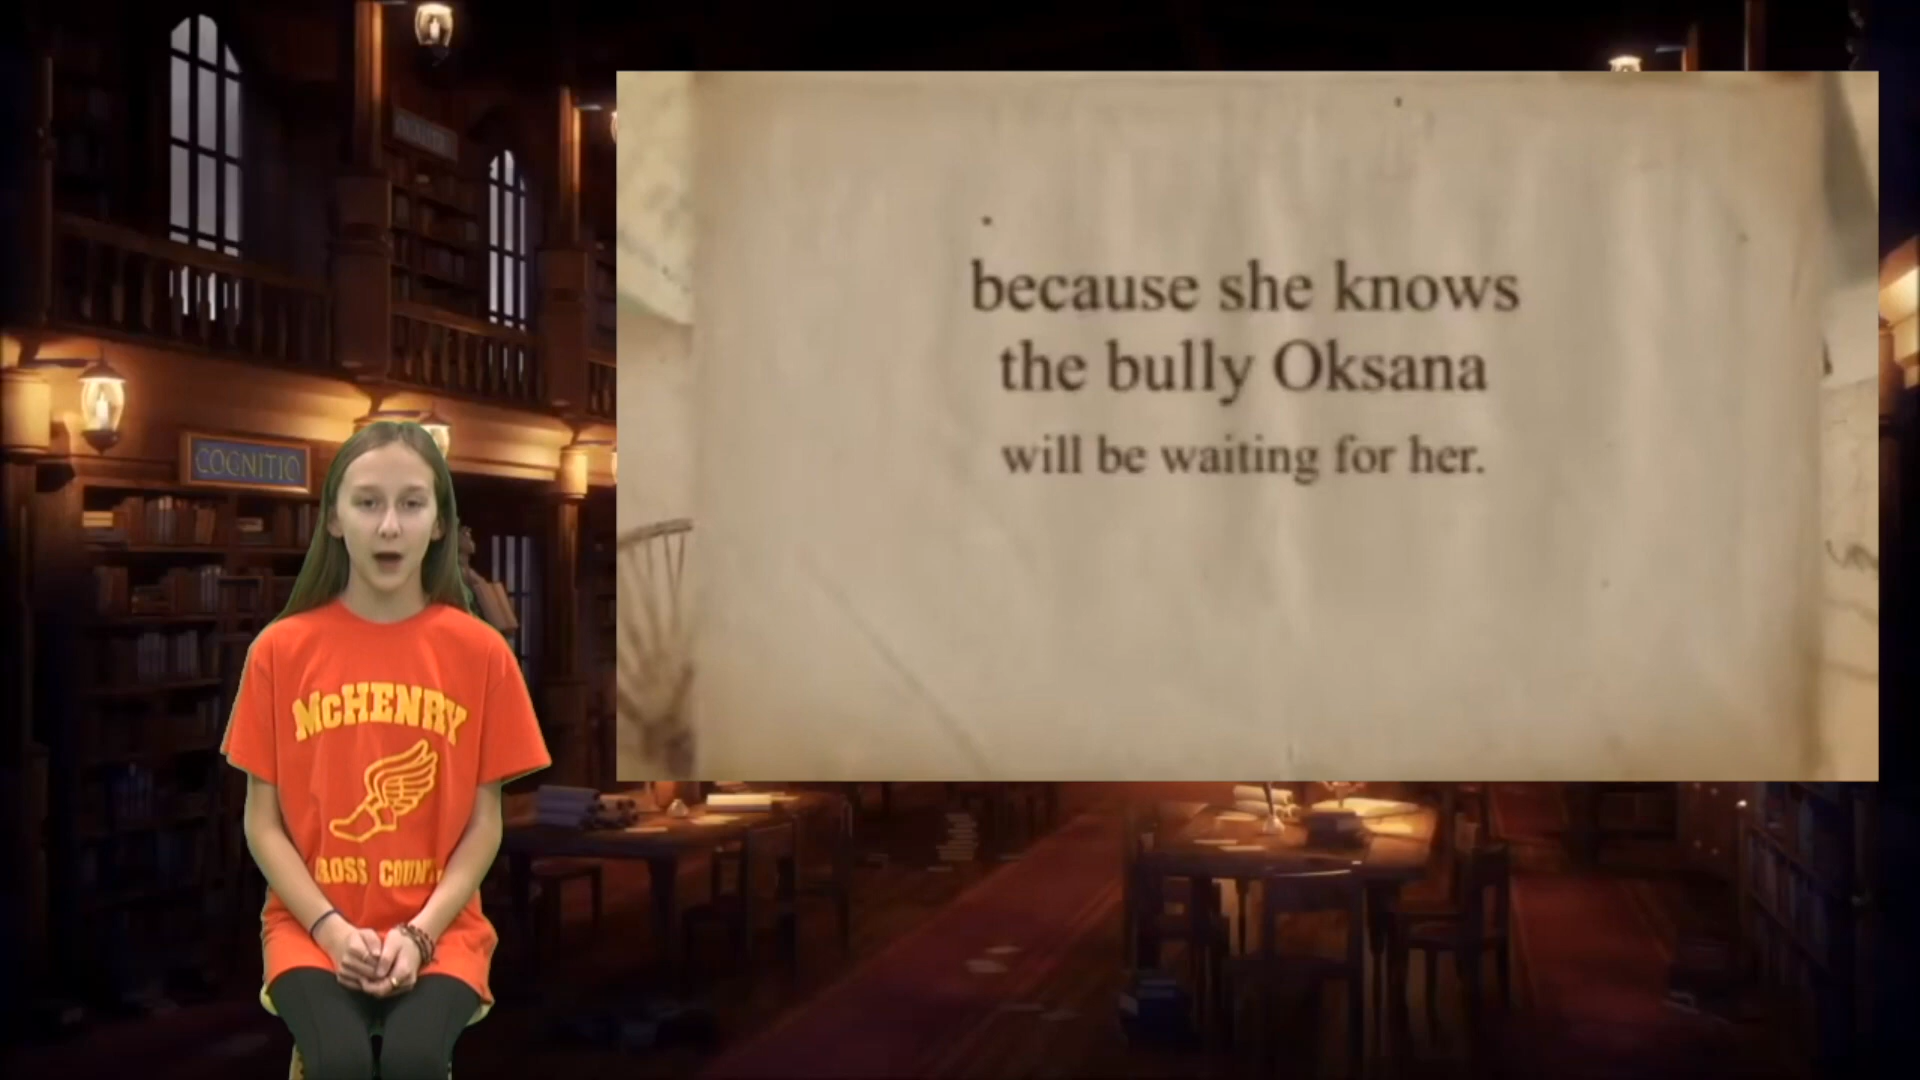 COGNITIO
because she knows
the bully Oksana
will be waiting for her.
McHENRY
ROSS COUNT